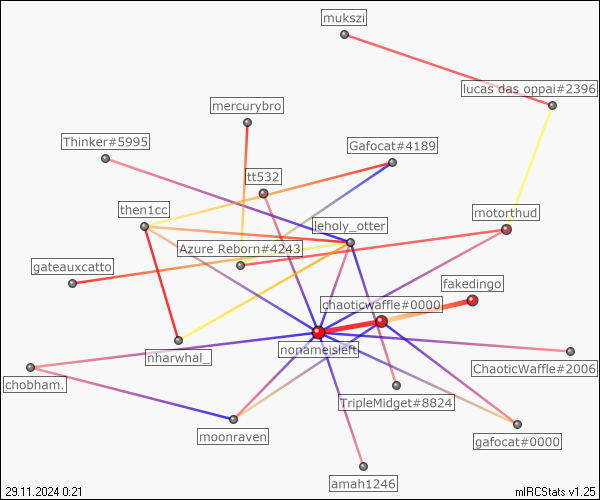 mukszi
lucas das oppai#2396
mercurybro
Thinker#5995
Gafocat#4189
tt532
then1cc
motorthud
leholy_otter
Azure Reborn#4243
gateauxcatto
fakedingo
chaoticwaffle#0000
nonameisleft
nharwhal_
ChaoticWaffle#2006
chobham.
TripleMidget#8824
moonraven
gafocat#0000
amah1246
29.11.2024 0:21
mIRCStats v1.25